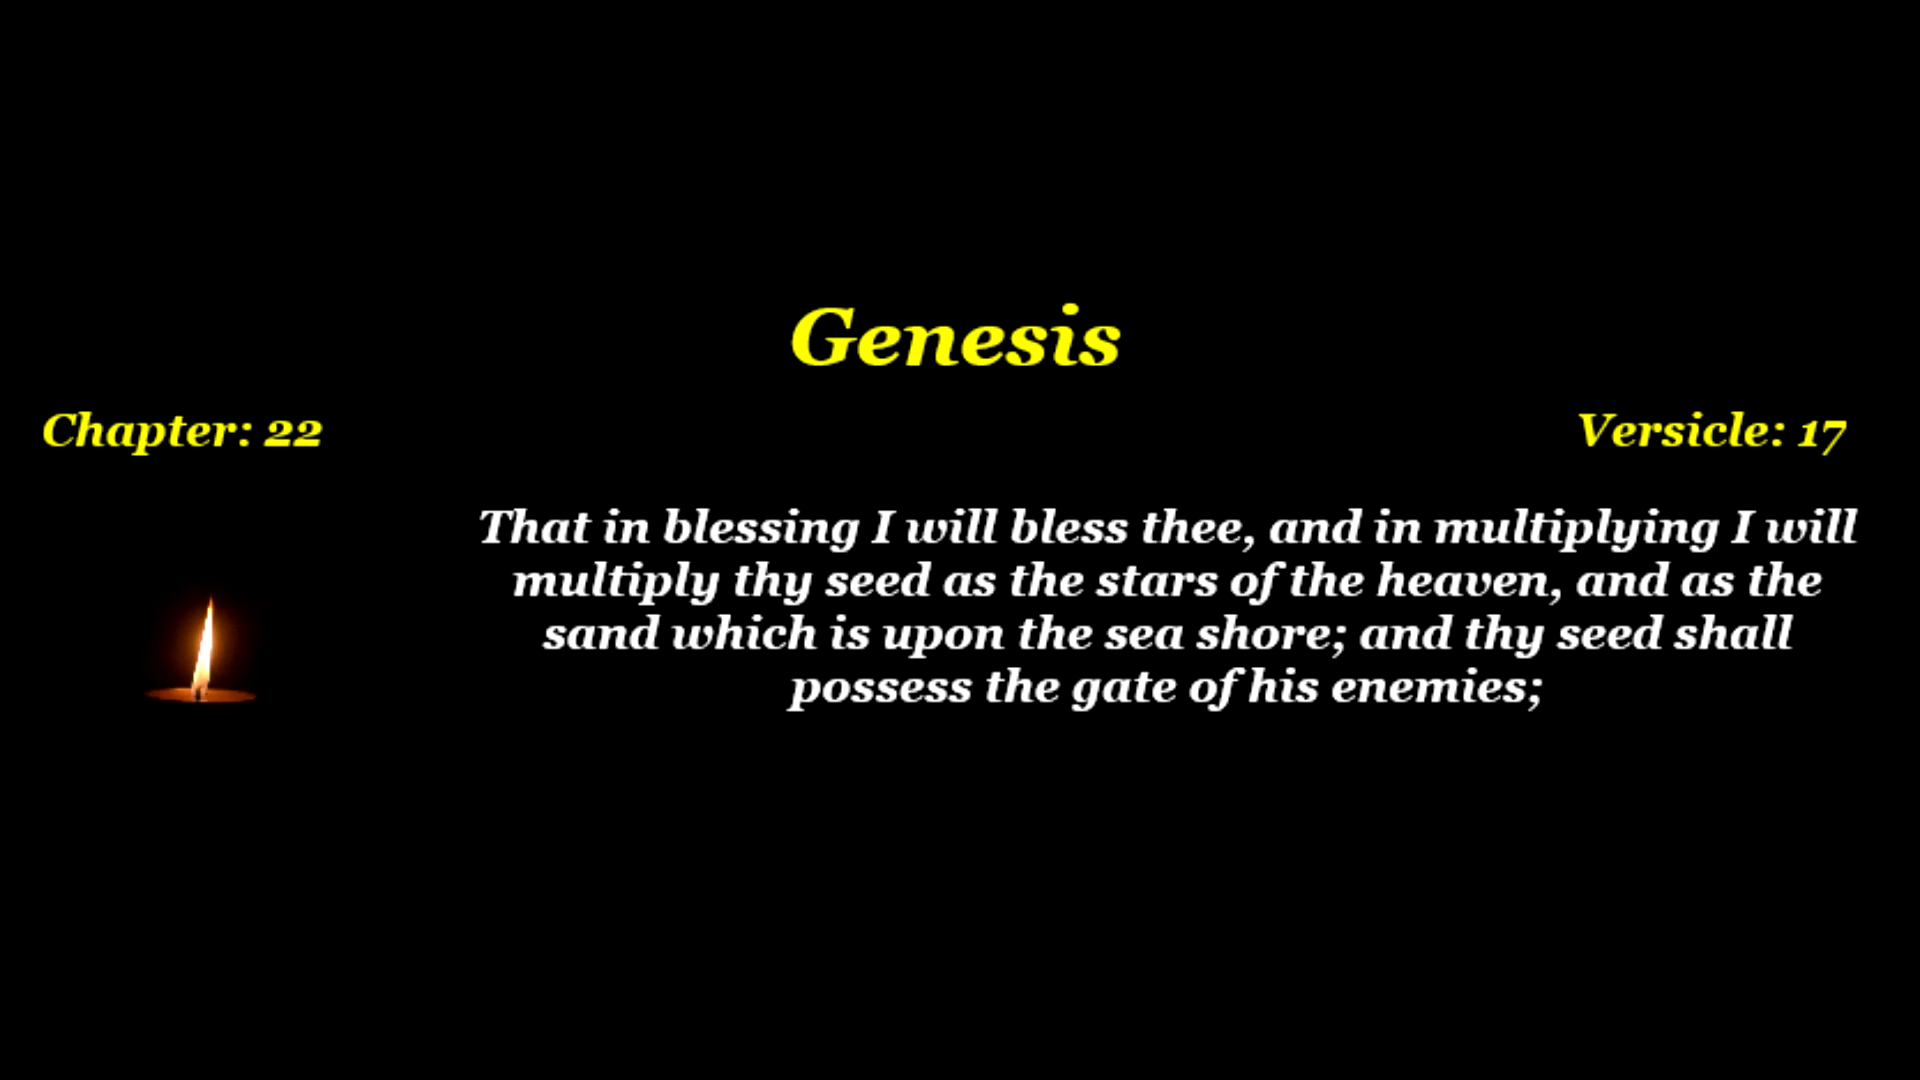 Genesis
Chapter: 22
Versicle: 17
That in blessing I will bless thee, and in multiplying I will
multiply thy seed as the stars of the heaven, and as the
sand which is upon the sea shore; and thy seed shall
possess the gate of his enemies;